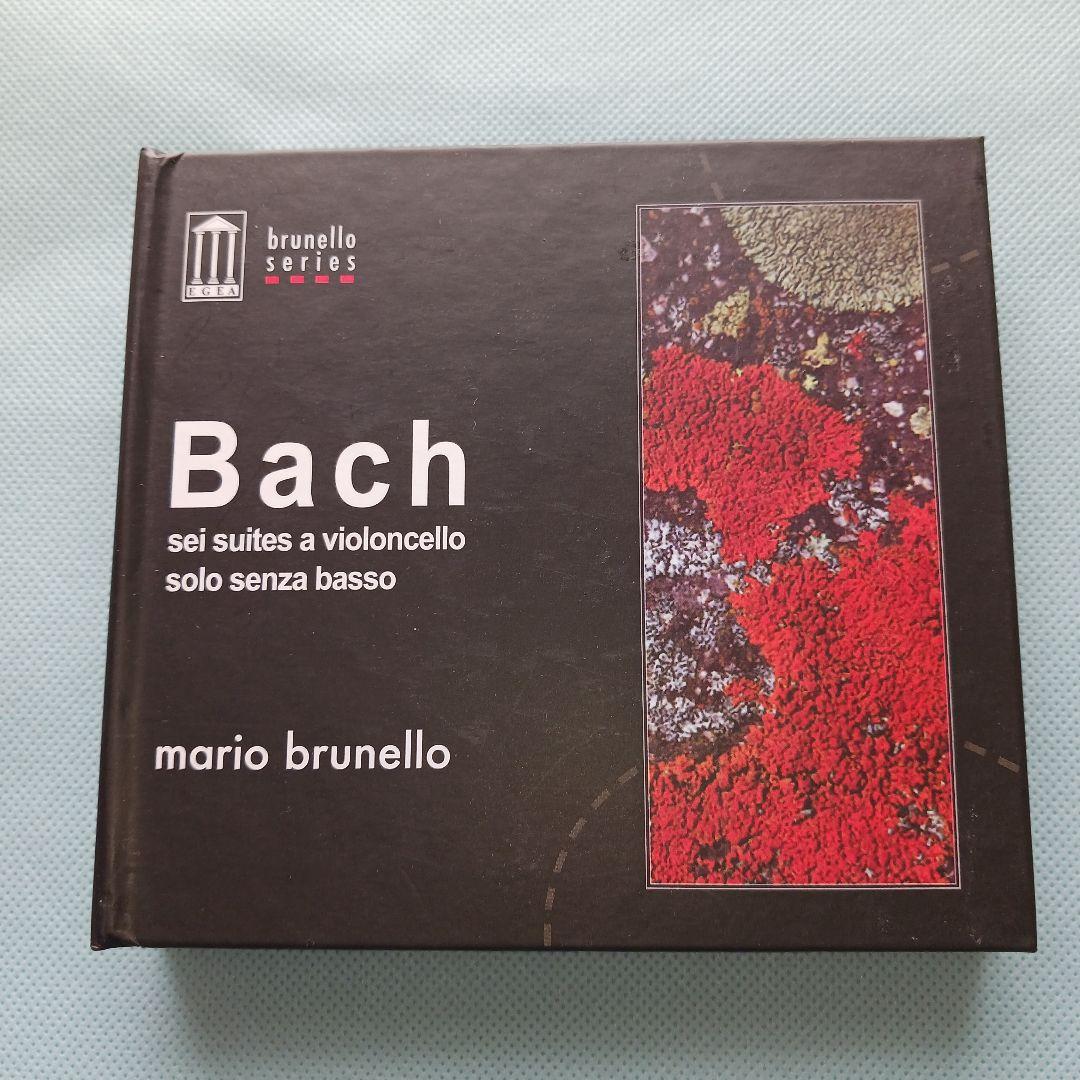 EGEA
brunello
series
Bach
sei suites a violoncello
solo senza basso
mario brunello